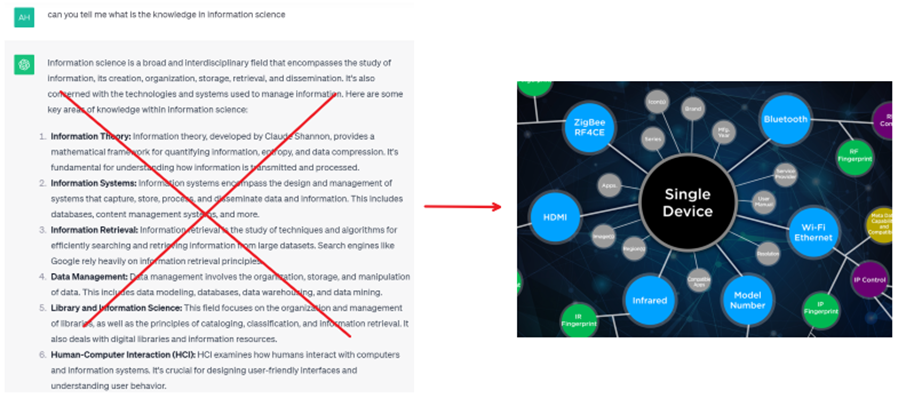 AH
can you tell me what is the knowledge in information science
Information science is a broad and interdisciplinary field that encompasses the study of
information, its creation, organization, storage, retrieval, and dissemination. It's also
concerned with the technologies and systems used to manage information. Here are some
key areas of knowledge within information science:
1. Information Theory: Information theory, developed by Claude Shannon, provides a
mathematical framework for quantifying information, entropy, and data compression. It's
fundamental for understanding how information is transmitted and processed.
2. Information Systems: Information systems encompass the design and management of
systems that capture, store, process, and disseminate data and information. This includes
databases, content management systems, and more.
3. Information Retrieval: Information retrieval is the study of techniques and algorithms for
efficiently searching and retrieving information from large datasets. Search engines like
Google rely heavily on information retrieval principles.
4. Data Management: Data management involves the organization, storage, and manipulation
of data. This includes data modeling, databases, data warehousing, and data mining.
5. Library and Information Science: This field focuses on the organization and management
of libraries, as well as the principles of cataloging, classification, and information retrieval. It
also deals with digital libraries and information resources.
6. Human-Computer Interaction (HCI): HCI examines how humans interact with computers
and information systems. It's crucial for designing user-friendly interfaces and
understanding user behavior.
ZigBee
RF4CE
Brand
Mfg.
Year
Series
Bluetooth
RF
Fingerprint
Apps
Single
Device
Service
Provider
User
Manual
HDMI
Wi-Fi
Ethernet
Region(s)
Resolution
IP Control
Infrared
Model
Number
IR
Fingerprint
IP
Fingerprint